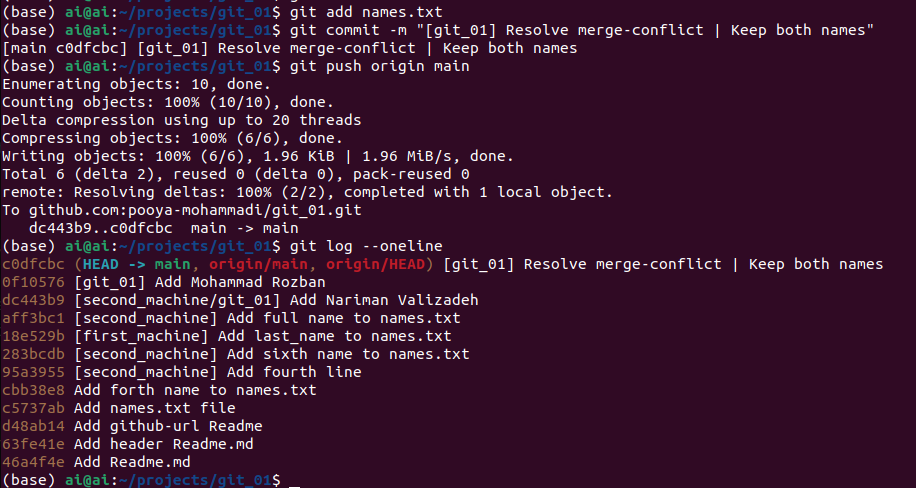 (base) ai@ai:~/projects/git_01$ git add names.txt
(base) ai@ai:~/projects/git_01$ git commit -m "[git_01] Resolve merge-conflict | Keep both names"
[main c0dfcbc] [git_01] Resolve merge-conflict | Keep both names
(base) ai@ai:~/projects/git_01$ git push origin main
Enumerating objects: 10, done.
Counting objects: 100% (10/10), done.
Delta compression using up to 20 threads
Compressing objects: 100% (6/6), done.
Writing objects: 100% (6/6), 1.96 KiB | 1.96 MiB/s, done.
Total 6 (delta 2), reused 0 (delta 0), pack-reused 0
remote: Resolving deltas: 100% (2/2), completed with 1 local object.
To github.com:pooya-mohammadi/git_01.git
   dc443b9..c0dfcbc  main -> main
(base) ai@ai:~/projects/git_01$ git log --oneline
c0dfcbc (HEAD -> main, origin/main, origin/HEAD) [git_01] Resolve merge-conflict | Keep both names
0f10576 [git_01] Add Mohammad Rozban
dc443b9 [second_machine/git_01] Add Nariman Valizadeh
aff3bc1 [second_machine] Add full name to names.txt
18e529b [first_machine] Add last_name to names.txt
283bcdb [second_machine] Add sixth name to names.txt
95a3955 [second_machine] Add fourth line
cbb38e8 Add forth name to names.txt
c5737ab Add names.txt file
d48ab14 Add github-url Readme
63fe41e Add header Readme.md
46a4f4e Add Readme.md
(base) ai@ai:~/projects/git_01$